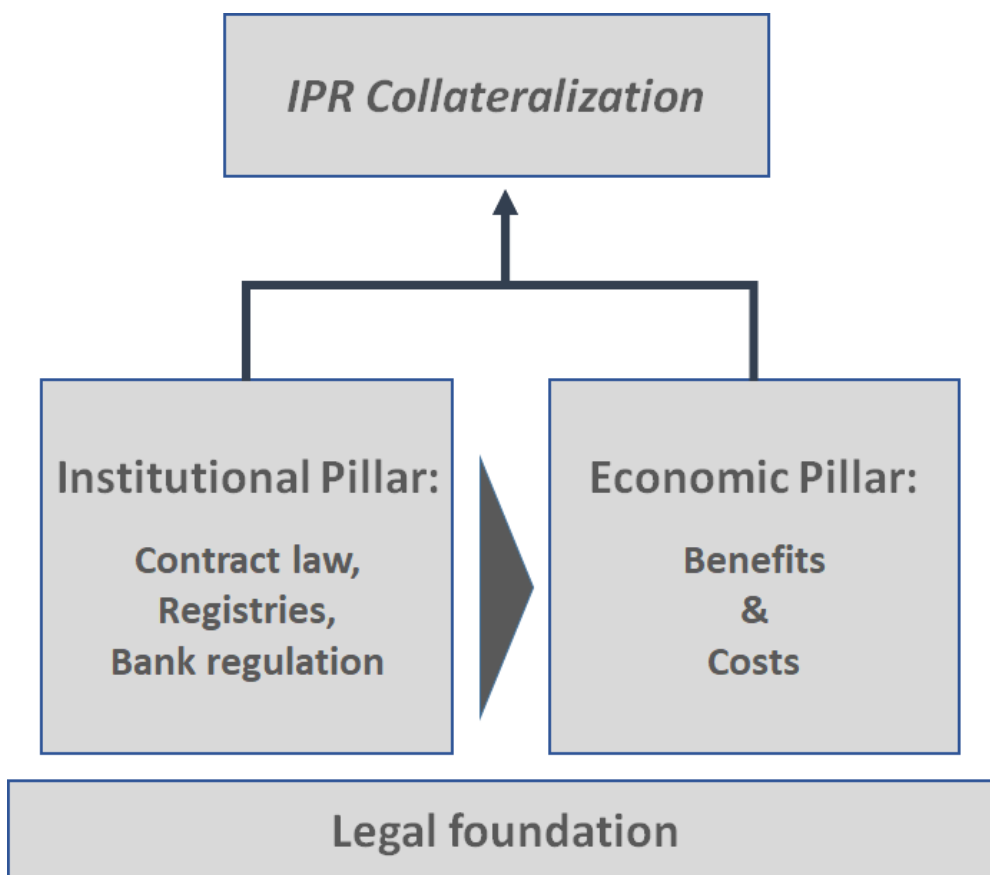 IPR Collateralization
Institutional Pillar:
Contract law,
Registries,
Bank regulation
Economic Pillar:
Benefits
&
Costs
Legal foundation